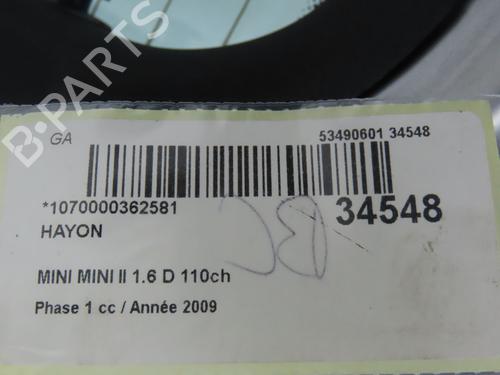 B-PARTS
GA
53490601 34548
*1070000362581
34548
HAYON
MINI MINI II 1.6 D 110ch
Phase 1 cc / Année 2009